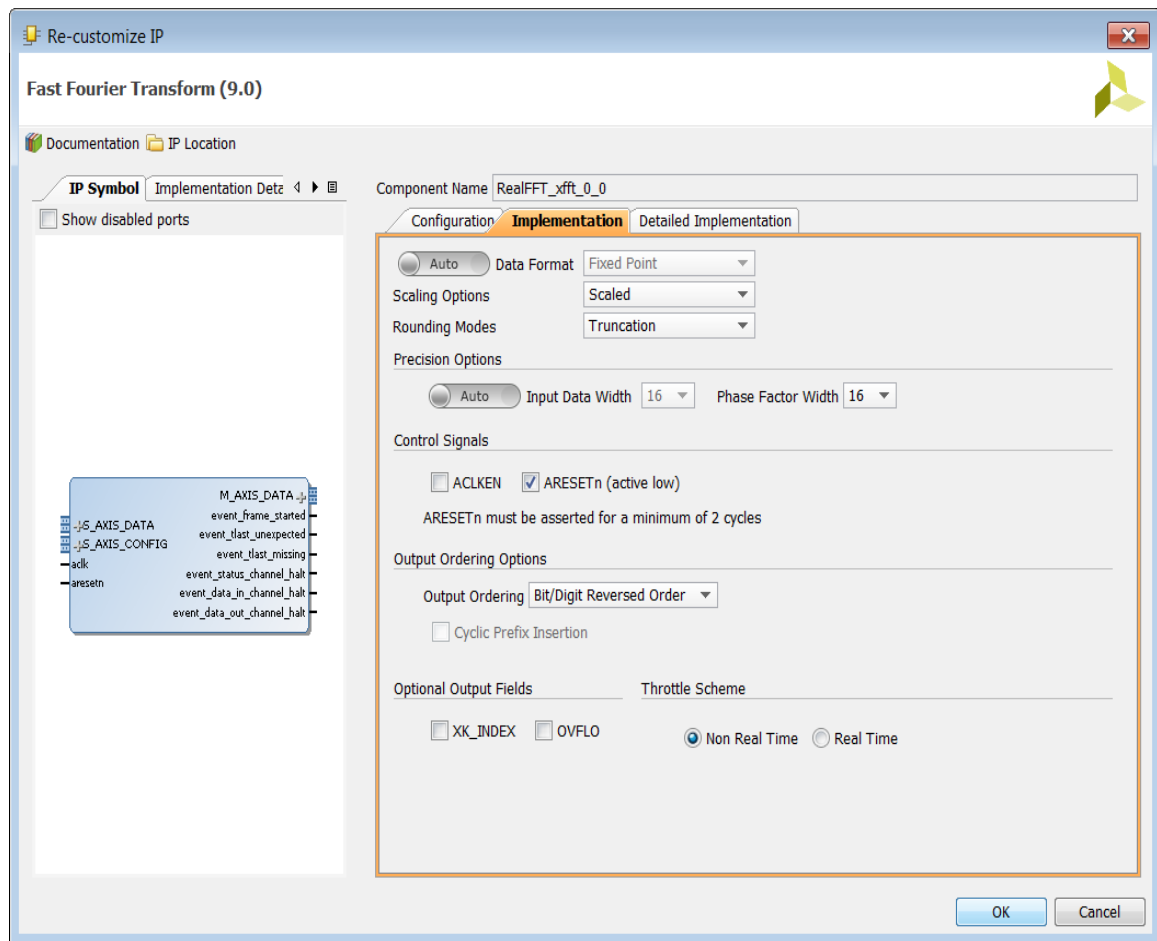 Re-customize IP
Fast Fourier Transform (9.0)
Documentation IP Location
IP Symbol Implementation Deta
Show disabled ports
M_AXIS_DATA
event_frame_started
S_AXIS_DATA
event_tlast_unexpected
S_AXIS_CONFIG
event_tlast_missing
aclk
event_status_channel_halt
aresetn
event_data_in_channel_halt
event_data_out_channel_halt
Component Name RealFFT_xfft_0_0
Configuration Implementation Detailed Implementation
Auto Data Format Fixed Point
Scaling Options Scaled
Rounding Modes Truncation
Precision Options
Auto Input Data Width 16 Phase Factor Width 16
Control Signals
ACLKEN ARESETn (active low)
ARESETn must be asserted for a minimum of 2 cycles
Output Ordering Options
Output Ordering Bit/Digit Reversed Order
Cyclic Prefix Insertion
Optional Output Fields Throttle Scheme
XK_INDEX OVFLO Non Real Time Real Time
OK Cancel